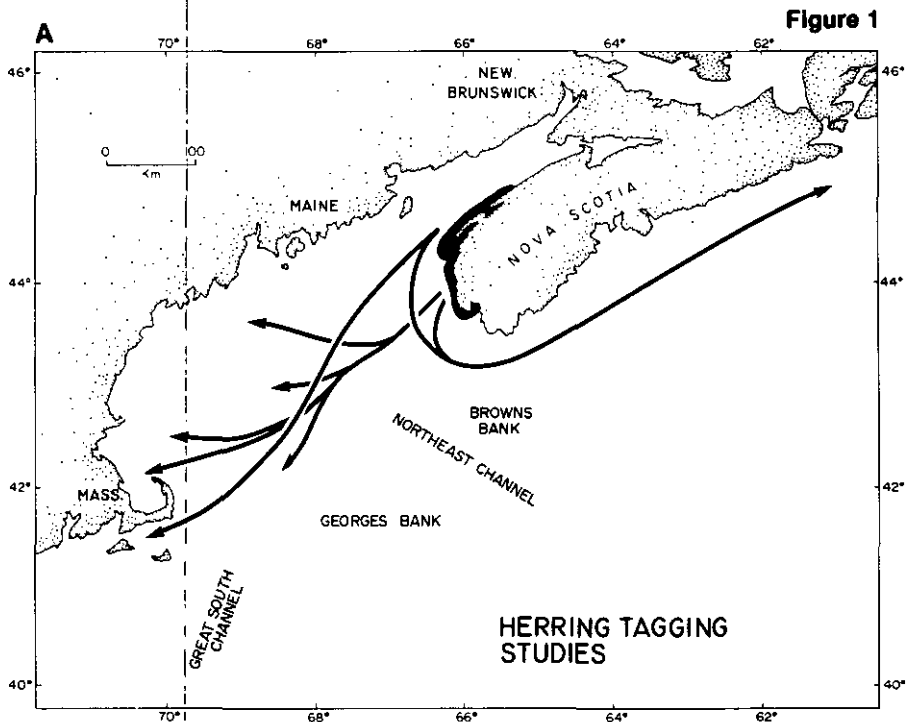 A
Figure 1
70° 68° 66° 64° 62°
46° 46°
NEW
BRUNSWICK
0 00
km
MAINE
NOVA SCOTIA
44° 44°
BROWNS
BANK
NORTHEAST CHANNEL
42° 42°
MASS.
GEORGES BANK
GREAT SOUTH
CHANNEL
HERRING TAGGING
STUDIES
40° 40°
70° 68° 66° 64° 62°